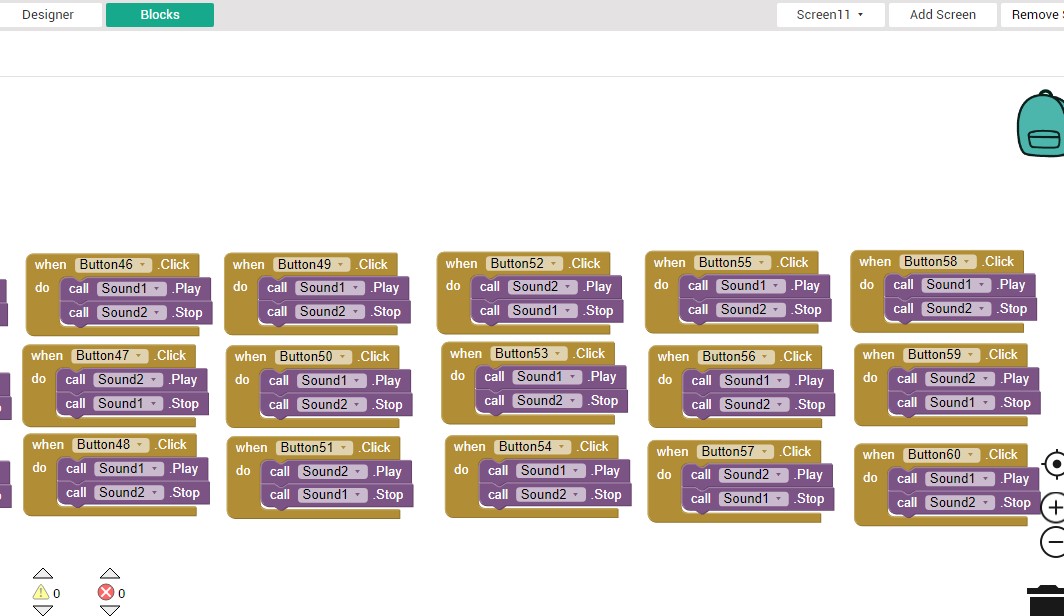 Designer
Blocks
Screen11
Add Screen
Remove
when Button46 .Click
do call Sound1 .Play
call Sound2 .Stop
when Button47 .Click
do call Sound2 .Play
call Sound1 .Stop
when Button48 .Click
do call Sound1 .Play
call Sound2 .Stop
when Button49 .Click
do call Sound1 .Play
call Sound2 .Stop
when Button50 .Click
do call Sound1 .Play
call Sound2 .Stop
when Button51 .Click
do call Sound2 .Play
call Sound1 .Stop
when Button52 .Click
do call Sound2 .Play
call Sound1 .Stop
when Button53 .Click
do call Sound1 .Play
call Sound2 .Stop
when Button54 .Click
do call Sound1 .Play
call Sound2 .Stop
when Button55 .Click
do call Sound1 .Play
call Sound2 .Stop
when Button56 .Click
do call Sound1 .Play
call Sound2 .Stop
when Button57 .Click
do call Sound2 .Play
call Sound1 .Stop
when Button58 .Click
do call Sound1 .Play
call Sound2 .Stop
when Button59 .Click
do call Sound2 .Play
call Sound1 .Stop
when Button60 .Click
do call Sound1 .Play
call Sound2 .Stop
0
0